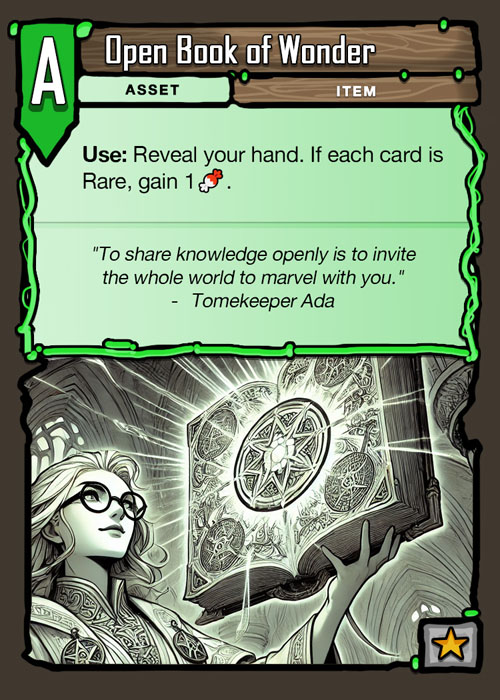 A
Open Book of Wonder
ASSET
ITEM
Use: Reveal your hand. If each card is
Rare, gain 1 .
"To share knowledge openly is to invite
the whole world to marvel with you."
- Tomekeeper Ada